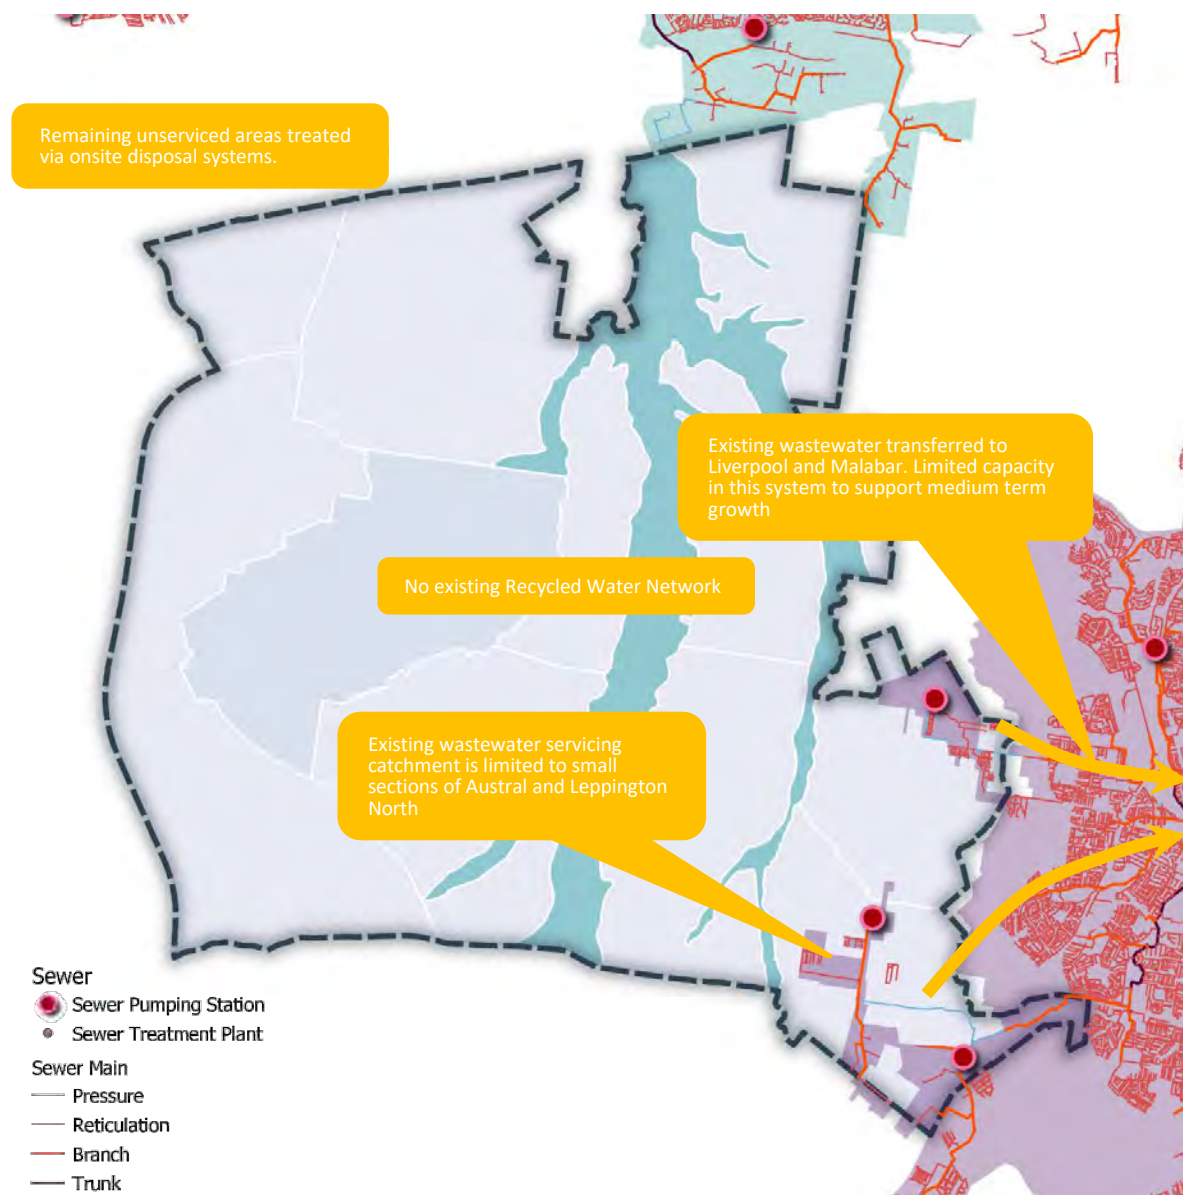 Remaining unserviced areas treated
via onsite disposal systems.
Existing wastewater transferred to
Liverpool and Malabar. Limited capacity
in this system to support medium term
growth
No existing Recycled Water Network
Existing wastewater servicing
catchment is limited to small
sections of Austral and Leppington
North
Sewer
Sewer Pumping Station
Sewer Treatment Plant
Sewer Main
Pressure
Reticulation
Branch
Trunk